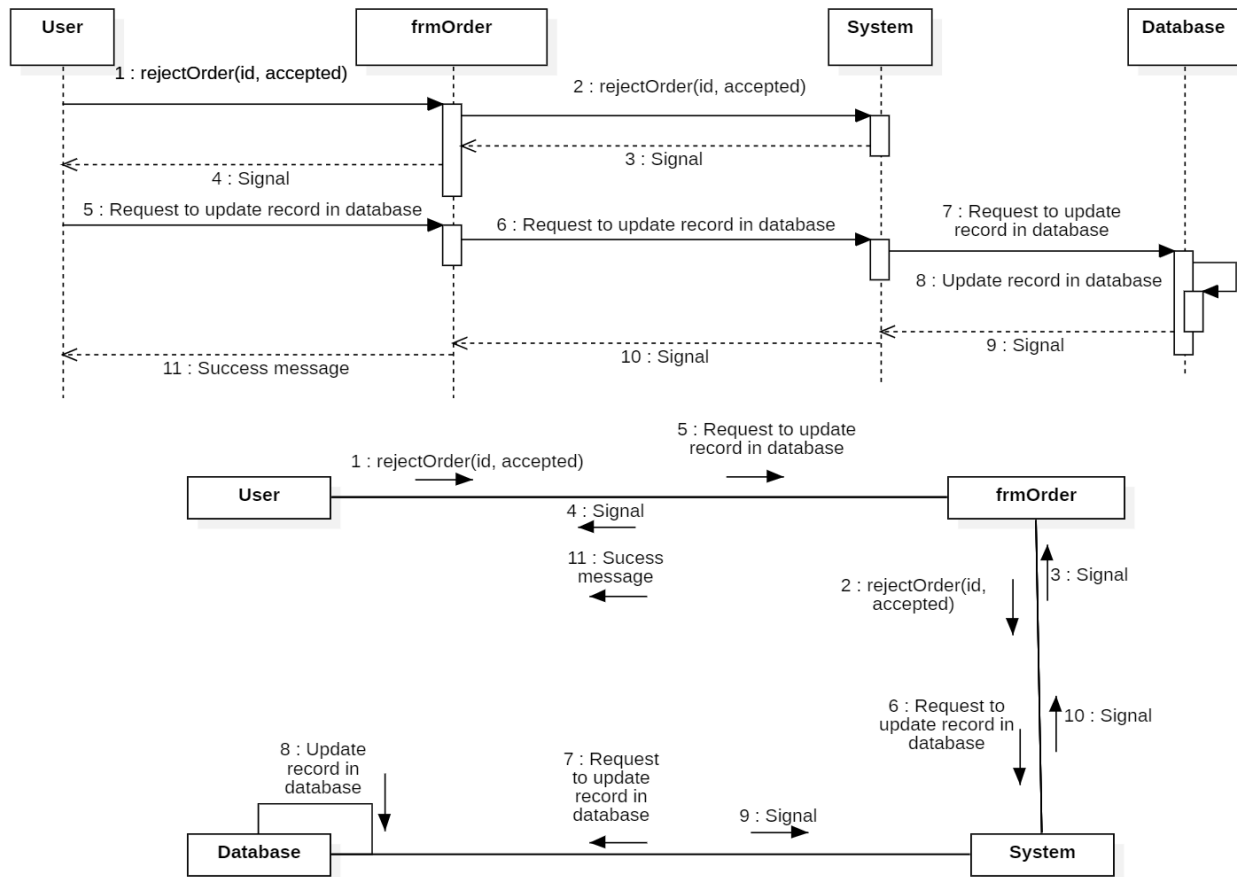 User
frmOrder
System
Database
1 : rejectOrder(id, accepted)
2 : rejectOrder(id, accepted)
3 : Signal
4 : Signal
5 : Request to update record in database
6 : Request to update record in database
7 : Request to update
record in database
8 : Update record in database
9 : Signal
10 : Signal
11 : Success message
5 : Request to update
record in database
1 : rejectOrder(id, accepted)
User
frmOrder
4 : Signal
11 : Sucess
message
3 : Signal
2 : rejectOrder(id,
accepted)
6 : Request to
update record in
database
10 : Signal
8 : Update
record in
database
7 : Request
to update
record in
database
9 : Signal
Database
System